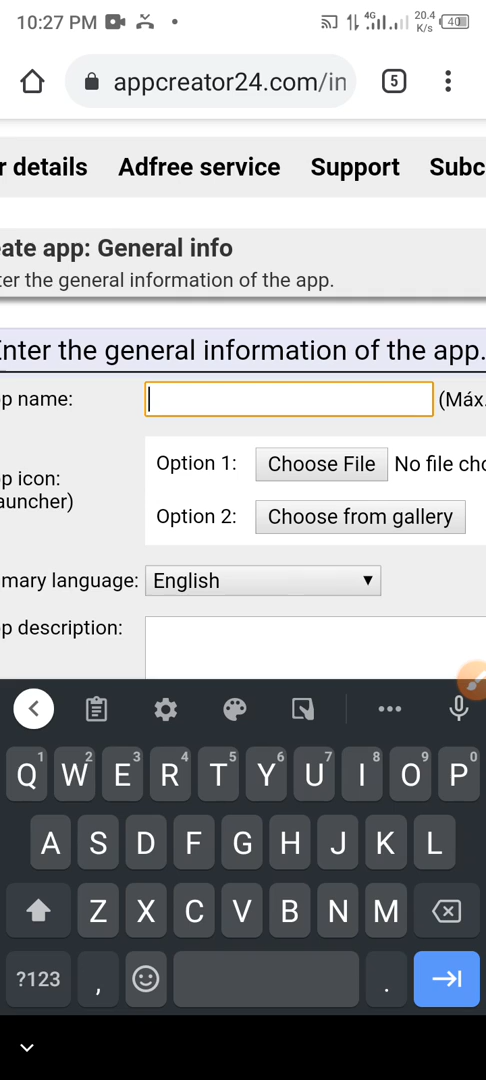 10:27 PM 4G 20.4 K/s 40
appcreator24.com/in 5
r details Adfree service Support Subc
eate app: General info
ter the general information of the app.
Enter the general information of the app.
pp name: (Máx.
Option 1: Choose File No file cho
pp icon:
auncher)
Option 2: Choose from gallery
mary language: English
pp description:
1 2 3 4 5 6 7 8 9 0
Q W E R T Y U I O P
A S D F G H J K L
Z X C V B N M
?123 , .